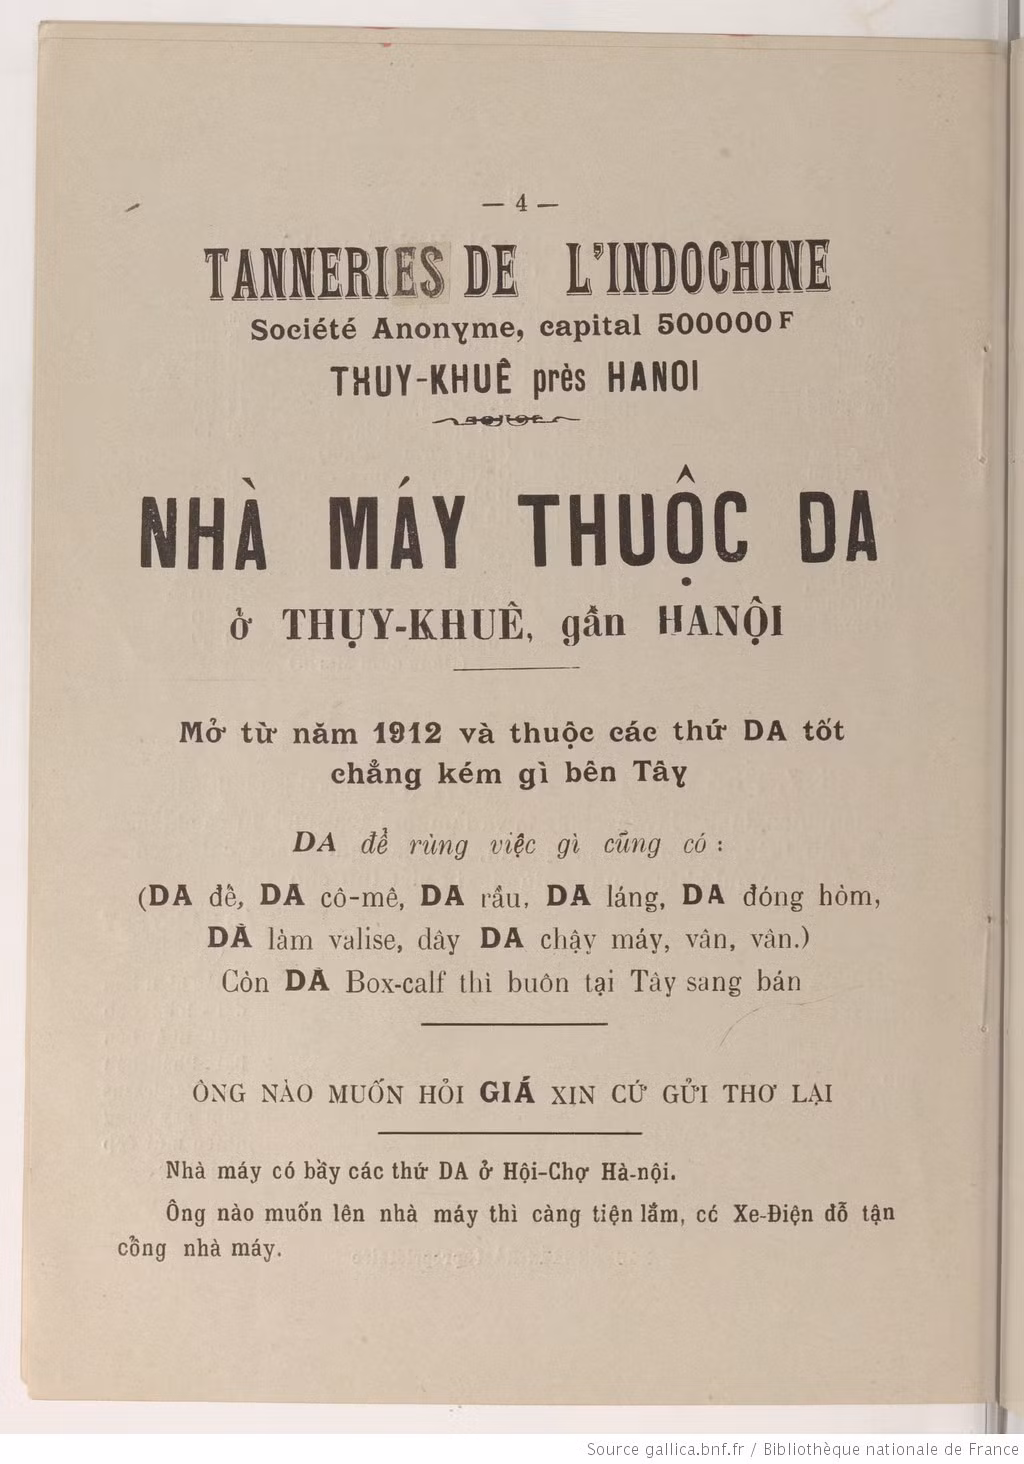 — 4 —
TANNERIES DE L'INDOCHINE
Société Anonyme, capital 500000 F
THUY-KHUÊ près HANOI
NHÀ MÁY THUỘC DA
ở THỤY-KHUÊ, gần HANỘI
Mở từ năm 1912 và thuộc các thứ DA tốt
chẳng kém gì bên Tây
DA để rùng việc gì cũng có :
(DA đế, DA cô-mê, DA rầu, DA láng, DA đóng hòm,
DA làm valise, dây DA chạy máy, vân, vân.)
Còn DA Box-calf thì buôn tại Tây sang bán
ÔNG NÀO MUỐN HỎI GIÁ XIN CỨ GỬI THƠ LẠI
Nhà máy có bầy các thứ DA ở Hội-Chợ Hà-nội.
Ông nào muốn lên nhà máy thì càng tiện lắm, có Xe-Điện đỗ tận
cổng nhà máy.
Source gallica.bnf.fr / Bibliothèque nationale de France